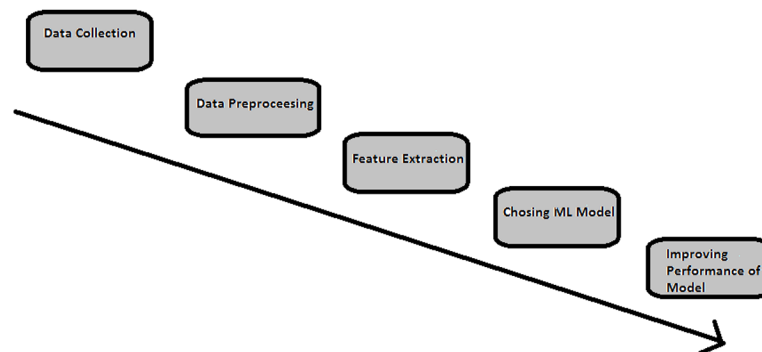 Data Collection
Data Preproceesing
Feature Extraction
Chosing ML Model
Improving
Performance of
Model